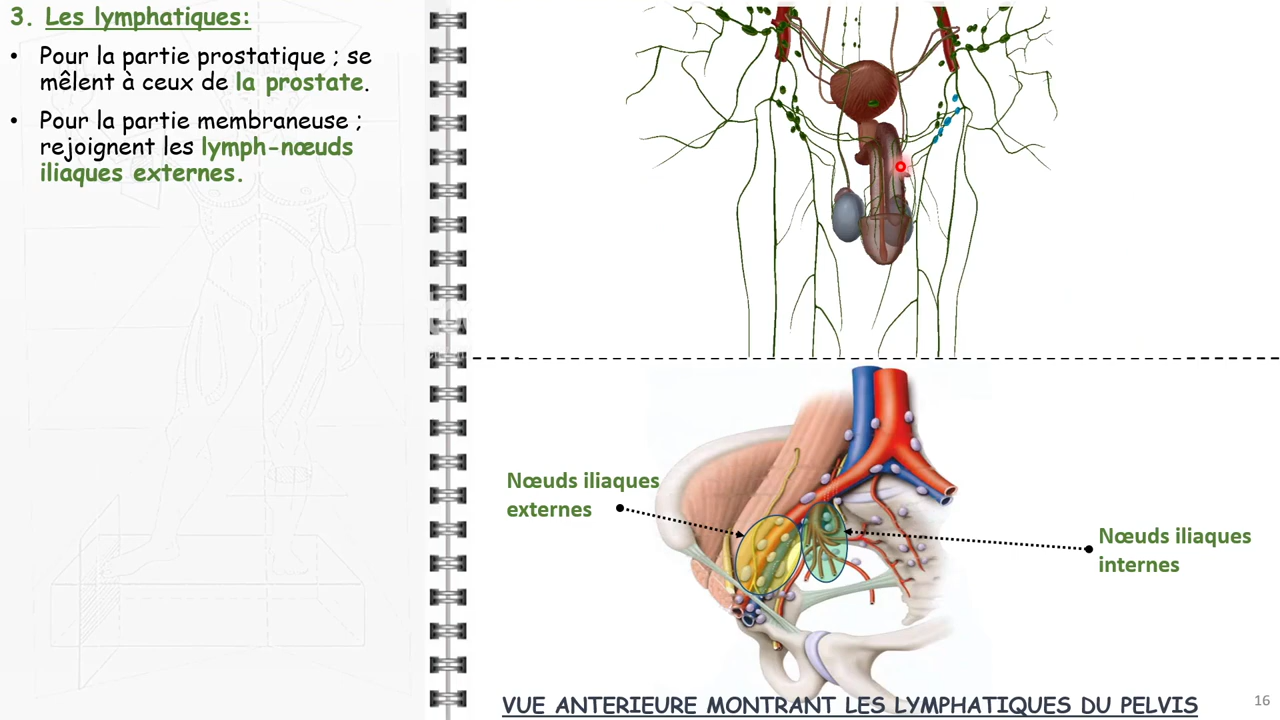 3. Les lymphatiques:
• Pour la partie prostatique ; se
mêlent à ceux de la prostate.
• Pour la partie membraneuse ;
rejoignent les lymph-nœuds
iliaques externes.
Nœuds iliaques
externes
Nœuds iliaques
internes
VUE ANTERIEURE MONTRANT LES LYMPHATIQUES DU PELVIS
16